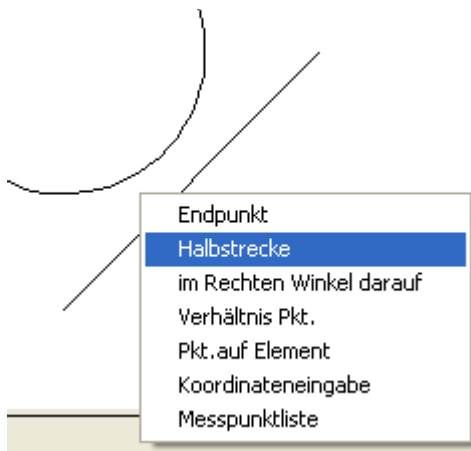 Endpunkt
Halbstrecke
im Rechten Winkel darauf
Verhältnis Pkt.
Pkt.auf Element
Koordinateneingabe
Messpunktliste